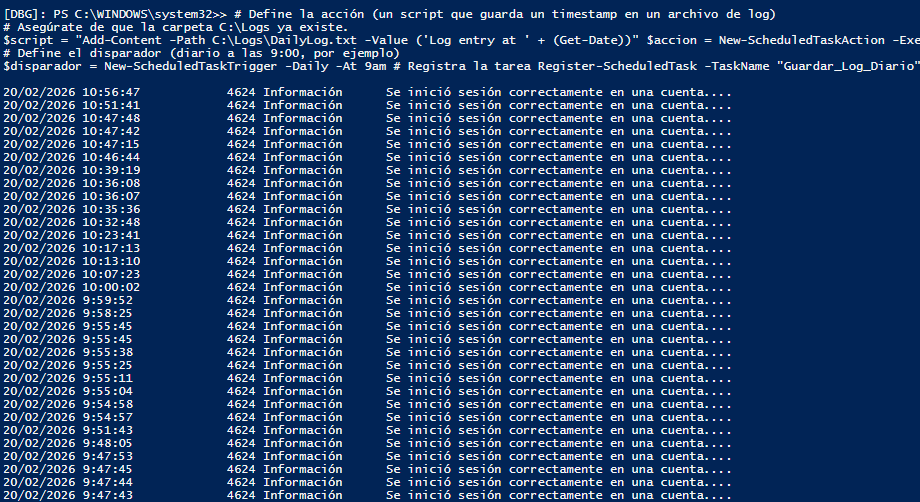 [DBG]: PS C:\WINDOWS\system32>> # Define la acción (un script que guarda un timestamp en un archivo de log)
# Asegúrate de que la carpeta C:\Logs ya existe.
$script = "Add-Content -Path C:\Logs\DailyLog.txt -Value ('Log entry at ' + (Get-Date))" $accion = New-ScheduledTaskAction -Exe
# Define el disparador (diario a las 9:00, por ejemplo)
$disparador = New-ScheduledTaskTrigger -Daily -At 9am # Registra la tarea Register-ScheduledTask -TaskName "Guardar_Log_Diario"
20/02/2026 10:56:47 4624 Información Se inició sesión correctamente en una cuenta....
20/02/2026 10:51:41 4624 Información Se inició sesión correctamente en una cuenta....
20/02/2026 10:47:48 4624 Información Se inició sesión correctamente en una cuenta....
20/02/2026 10:47:42 4624 Información Se inició sesión correctamente en una cuenta....
20/02/2026 10:47:15 4624 Información Se inició sesión correctamente en una cuenta....
20/02/2026 10:46:44 4624 Información Se inició sesión correctamente en una cuenta....
20/02/2026 10:39:19 4624 Información Se inició sesión correctamente en una cuenta....
20/02/2026 10:36:08 4624 Información Se inició sesión correctamente en una cuenta....
20/02/2026 10:36:07 4624 Información Se inició sesión correctamente en una cuenta....
20/02/2026 10:35:36 4624 Información Se inició sesión correctamente en una cuenta....
20/02/2026 10:32:48 4624 Información Se inició sesión correctamente en una cuenta....
20/02/2026 10:23:41 4624 Información Se inició sesión correctamente en una cuenta....
20/02/2026 10:17:13 4624 Información Se inició sesión correctamente en una cuenta....
20/02/2026 10:13:10 4624 Información Se inició sesión correctamente en una cuenta....
20/02/2026 10:07:23 4624 Información Se inició sesión correctamente en una cuenta....
20/02/2026 10:00:02 4624 Información Se inició sesión correctamente en una cuenta....
20/02/2026 9:59:52 4624 Información Se inició sesión correctamente en una cuenta....
20/02/2026 9:58:25 4624 Información Se inició sesión correctamente en una cuenta....
20/02/2026 9:55:45 4624 Información Se inició sesión correctamente en una cuenta....
20/02/2026 9:55:45 4624 Información Se inició sesión correctamente en una cuenta....
20/02/2026 9:55:38 4624 Información Se inició sesión correctamente en una cuenta....
20/02/2026 9:55:25 4624 Información Se inició sesión correctamente en una cuenta....
20/02/2026 9:55:11 4624 Información Se inició sesión correctamente en una cuenta....
20/02/2026 9:55:04 4624 Información Se inició sesión correctamente en una cuenta....
20/02/2026 9:54:58 4624 Información Se inició sesión correctamente en una cuenta....
20/02/2026 9:54:57 4624 Información Se inició sesión correctamente en una cuenta....
20/02/2026 9:51:43 4624 Información Se inició sesión correctamente en una cuenta....
20/02/2026 9:48:05 4624 Información Se inició sesión correctamente en una cuenta....
20/02/2026 9:47:53 4624 Información Se inició sesión correctamente en una cuenta....
20/02/2026 9:47:45 4624 Información Se inició sesión correctamente en una cuenta....
20/02/2026 9:47:44 4624 Información Se inició sesión correctamente en una cuenta....
20/02/2026 9:47:43 4624 Información Se inició sesión correctamente en una cuenta....